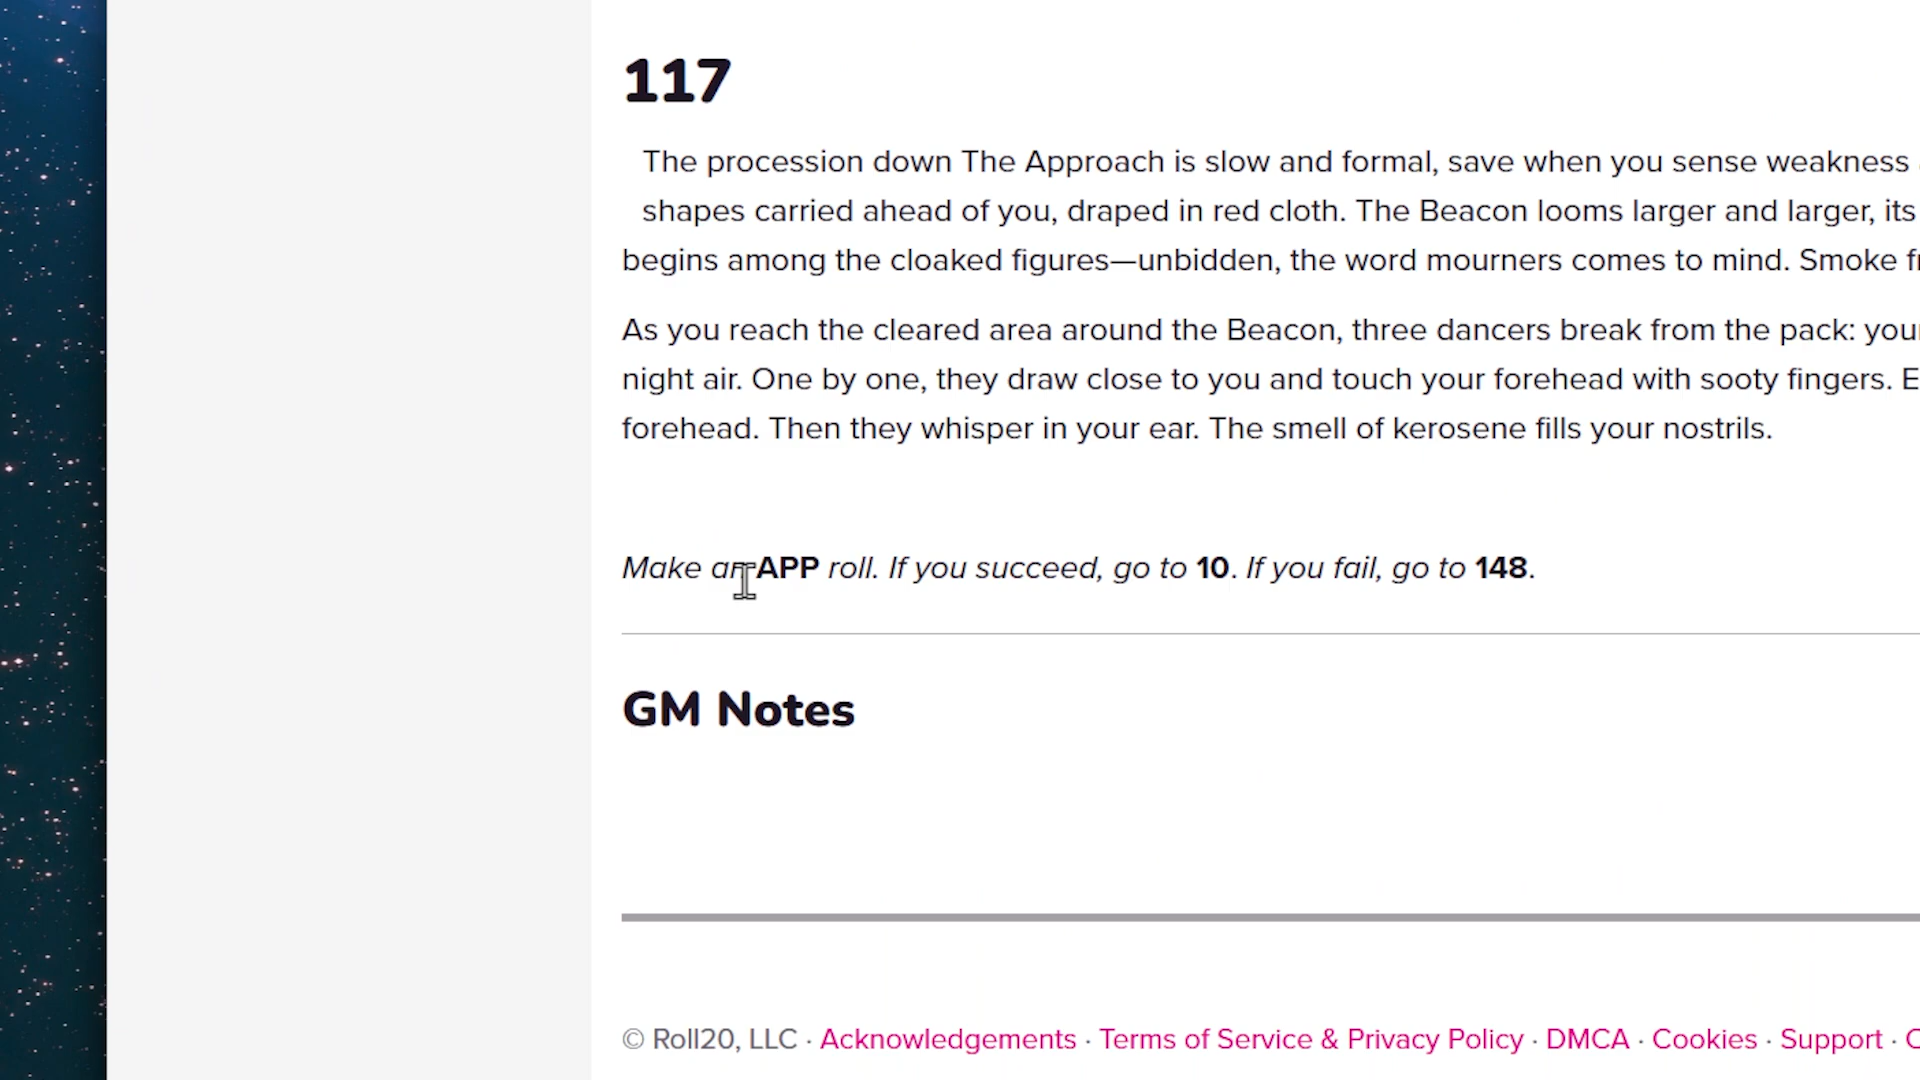 117
The procession down The Approach is slow and formal, save when you sense weakness
shapes carried ahead of you, draped in red cloth. The Beacon looms larger and larger, its
begins among the cloaked figures—unbidden, the word mourners comes to mind. Smoke
As you reach the cleared area around the Beacon, three dancers break from the pack:
night air. One by one, they draw close to you and touch your forehead with sooty fingers.
forehead. Then they whisper in your ear. The smell of kerosene fills your nostrils.
Make an APP roll. If you succeed, go to 10. If you fail, go to 148.
GM Notes
© Roll20, LLC · Acknowledgements · Terms of Service & Privacy Policy · DMCA · Cookies · Support ·